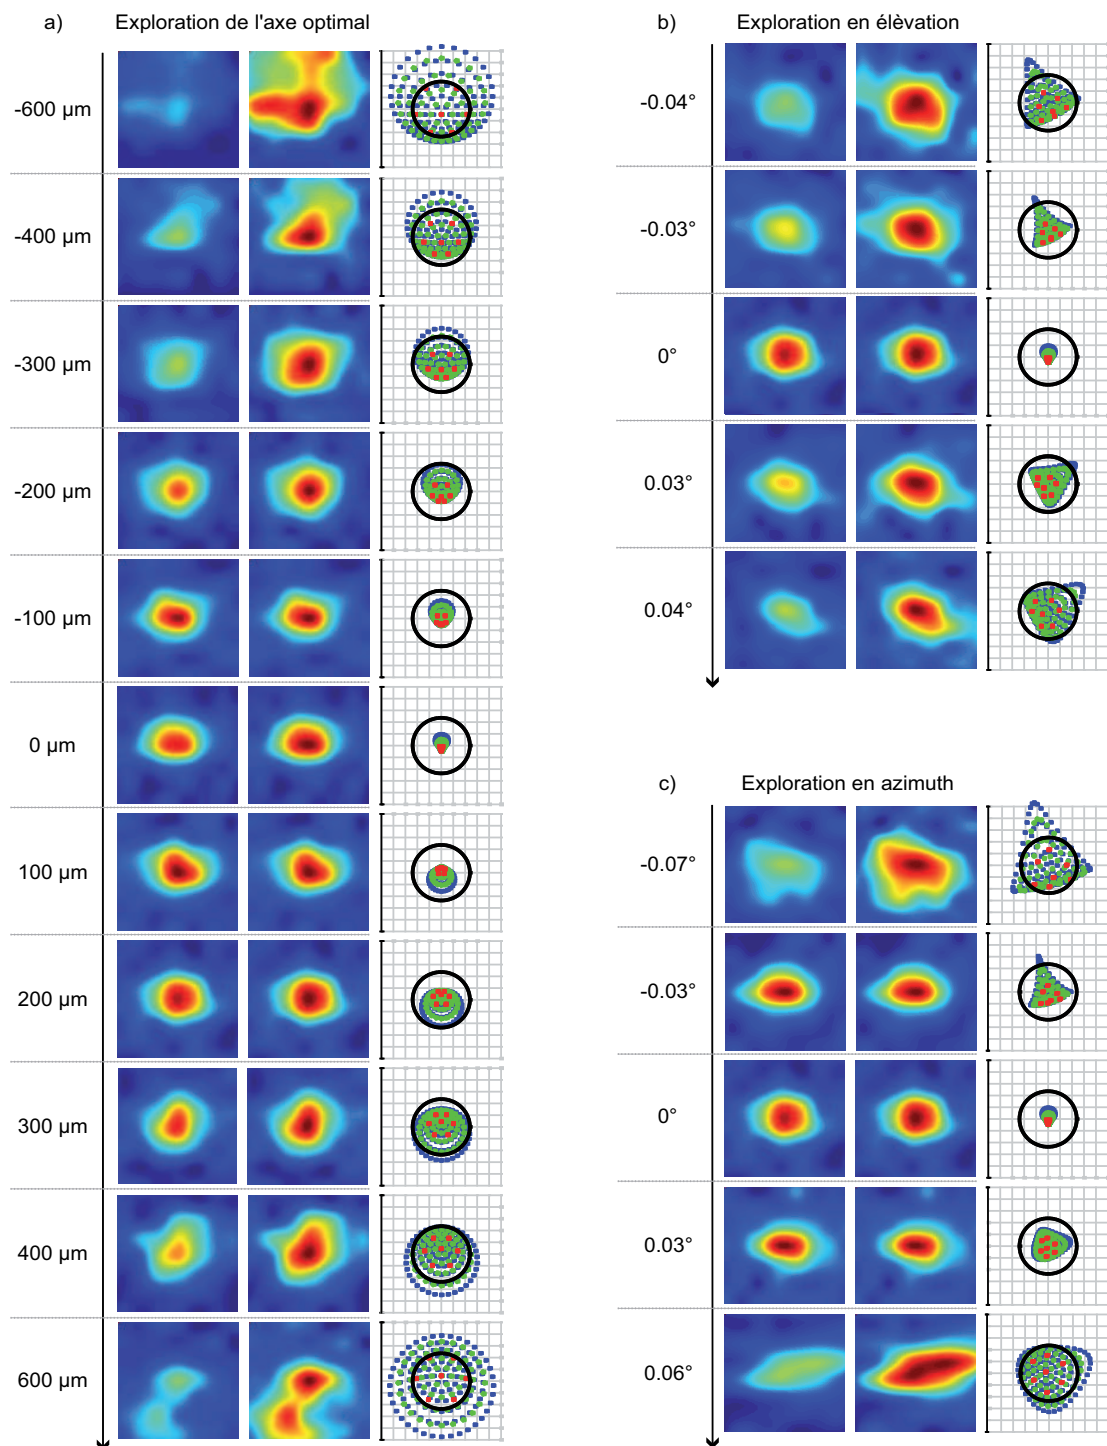 a) Exploration de l'axe optimal
-600 µm
-400 µm
-300 µm
-200 µm
-100 µm
0 µm
100 µm
200 µm
300 µm
400 µm
600 µm
b) Exploration en élèvation
-0.04°
-0.03°
0°
0.03°
0.04°
c) Exploration en azimuth
-0.07°
-0.03°
0°
0.03°
0.06°